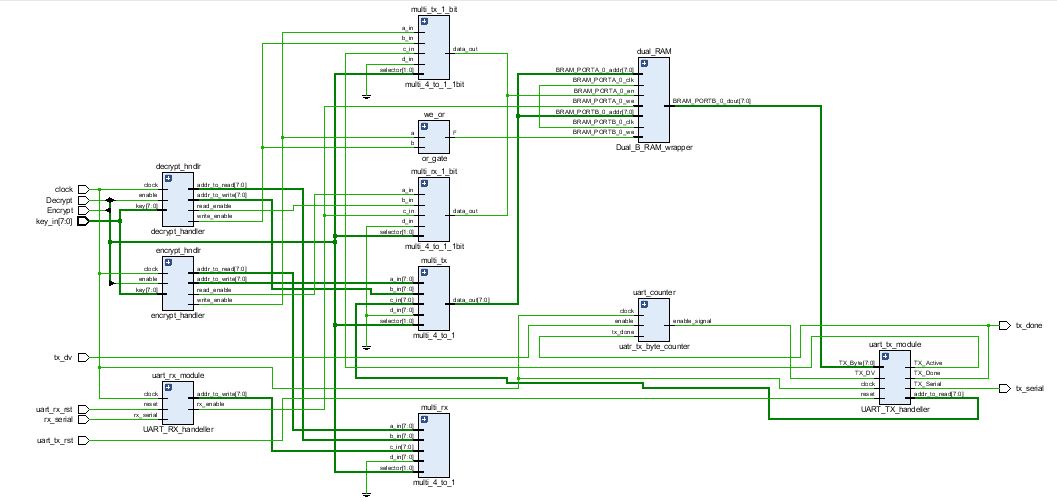 multi_tx_1_bit
a_in
b_in
c_in
d_in
selector[1:0]
data_out
multi_4_to_1_1bit
dual_RAM
BRAM_PORTA_0_addr[7:0]
BRAM_PORTA_0_clk
BRAM_PORTA_0_en
BRAM_PORTA_0_we
BRAM_PORTB_0_addr[7:0]
BRAM_PORTB_0_clk
BRAM_PORTB_0_we
BRAM_PORTB_0_dout[7:0]
Dual_B_RAM_wrapper
we_or
a
b
F
or_gate
clock
Decrypt
Encrypt
key_in[7:0]
decrypt_hndlr
clock
enable
key[7:0]
addr_to_read[7:0]
addr_to_write[7:0]
read_enable
write_enable
decrypt_handler
multi_rx_1_bit
a_in
b_in
c_in
d_in
selector[1:0]
data_out
multi_4_to_1_1bit
encrypt_hndlr
clock
enable
key[7:0]
addr_to_read[7:0]
addr_to_write[7:0]
read_enable
write_enable
encrypt_handler
multi_tx
a_in[7:0]
b_in[7:0]
c_in[7:0]
d_in[7:0]
selector[1:0]
data_out[7:0]
multi_4_to_1
uart_counter
clock
enable
tx_done
enable_signal
uatr_tx_byte_counter
tx_done
tx_dv
uart_tx_module
TX_Byte[7:0]
TX_DV
clock
reset
TX_Active
TX_Done
TX_Serial
addr_to_read[7:0]
UART_TX_handeller
tx_serial
uart_rx_module
clock
reset
rx_serial
addr_to_write[7:0]
rx_enable
UART_RX_handeller
uart_rx_rst
rx_serial
uart_tx_rst
multi_rx
a_in[7:0]
b_in[7:0]
c_in[7:0]
d_in[7:0]
selector[1:0]
multi_4_to_1